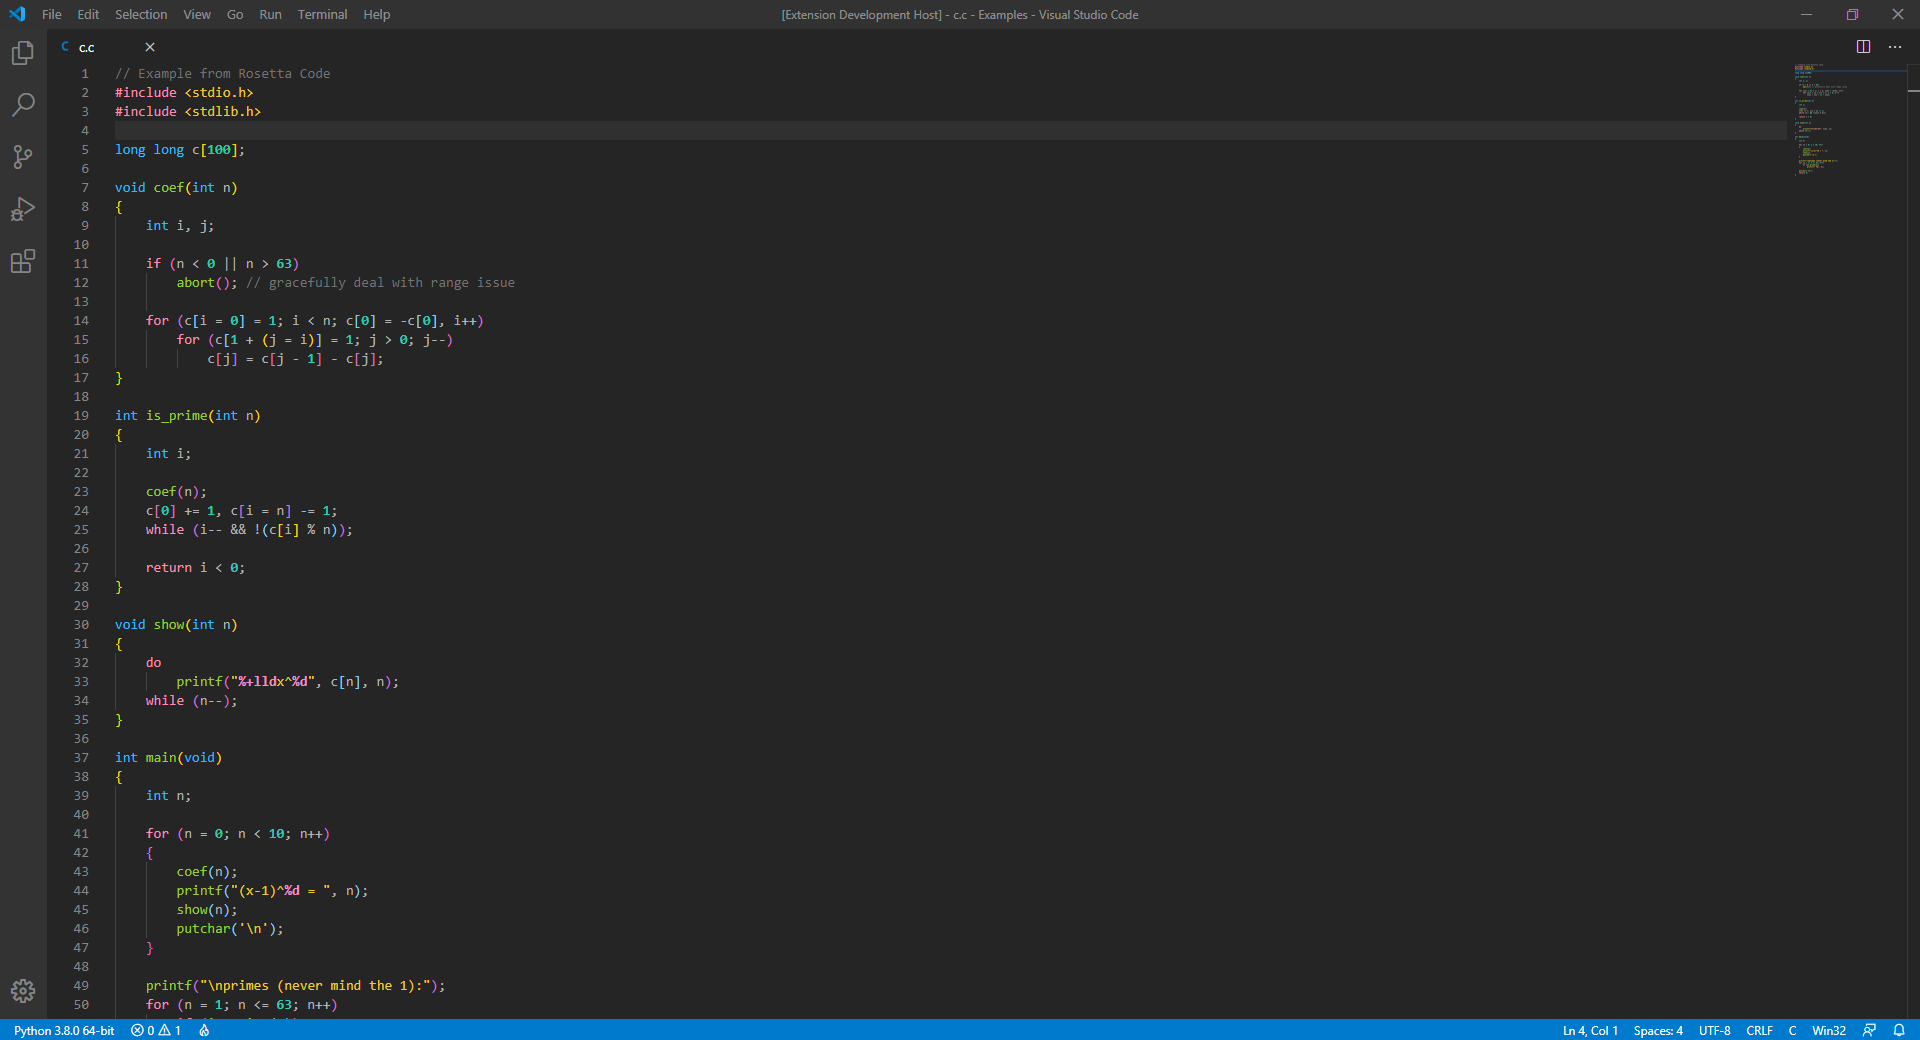 File Edit Selection View Go Run Terminal Help
[Extension Development Host] - c.c - Examples - Visual Studio Code
C c.c
1 // Example from Rosetta Code
2 #include <stdio.h>
3 #include <stdlib.h>
4
5 long long c[100];
6
7 void coef(int n)
8 {
9     int i, j;
10
11     if (n < 0 || n > 63)
12         abort(); // gracefully deal with range issue
13
14     for (c[i = 0] = 1; i < n; c[0] = -c[0], i++)
15         for (c[1 + (j = i)] = 1; j > 0; j--)
16             c[j] = c[j - 1] - c[j];
17 }
18
19 int is_prime(int n)
20 {
21     int i;
22
23     coef(n);
24     c[0] += 1, c[i = n] -= 1;
25     while (i-- && !(c[i] % n));
26
27     return i < 0;
28 }
29
30 void show(int n)
31 {
32     do
33         printf("%+lldx^%d", c[n], n);
34     while (n--);
35 }
36
37 int main(void)
38 {
39     int n;
40
41     for (n = 0; n < 10; n++)
42     {
43         coef(n);
44         printf("(x-1)^%d = ", n);
45         show(n);
46         putchar('\n');
47     }
48
49     printf("\nprimes (never mind the 1):");
50     for (n = 1; n <= 63; n++)
Python 3.8.0 64-bit 0 1
Ln 4, Col 1 Spaces: 4 UTF-8 CRLF C Win32